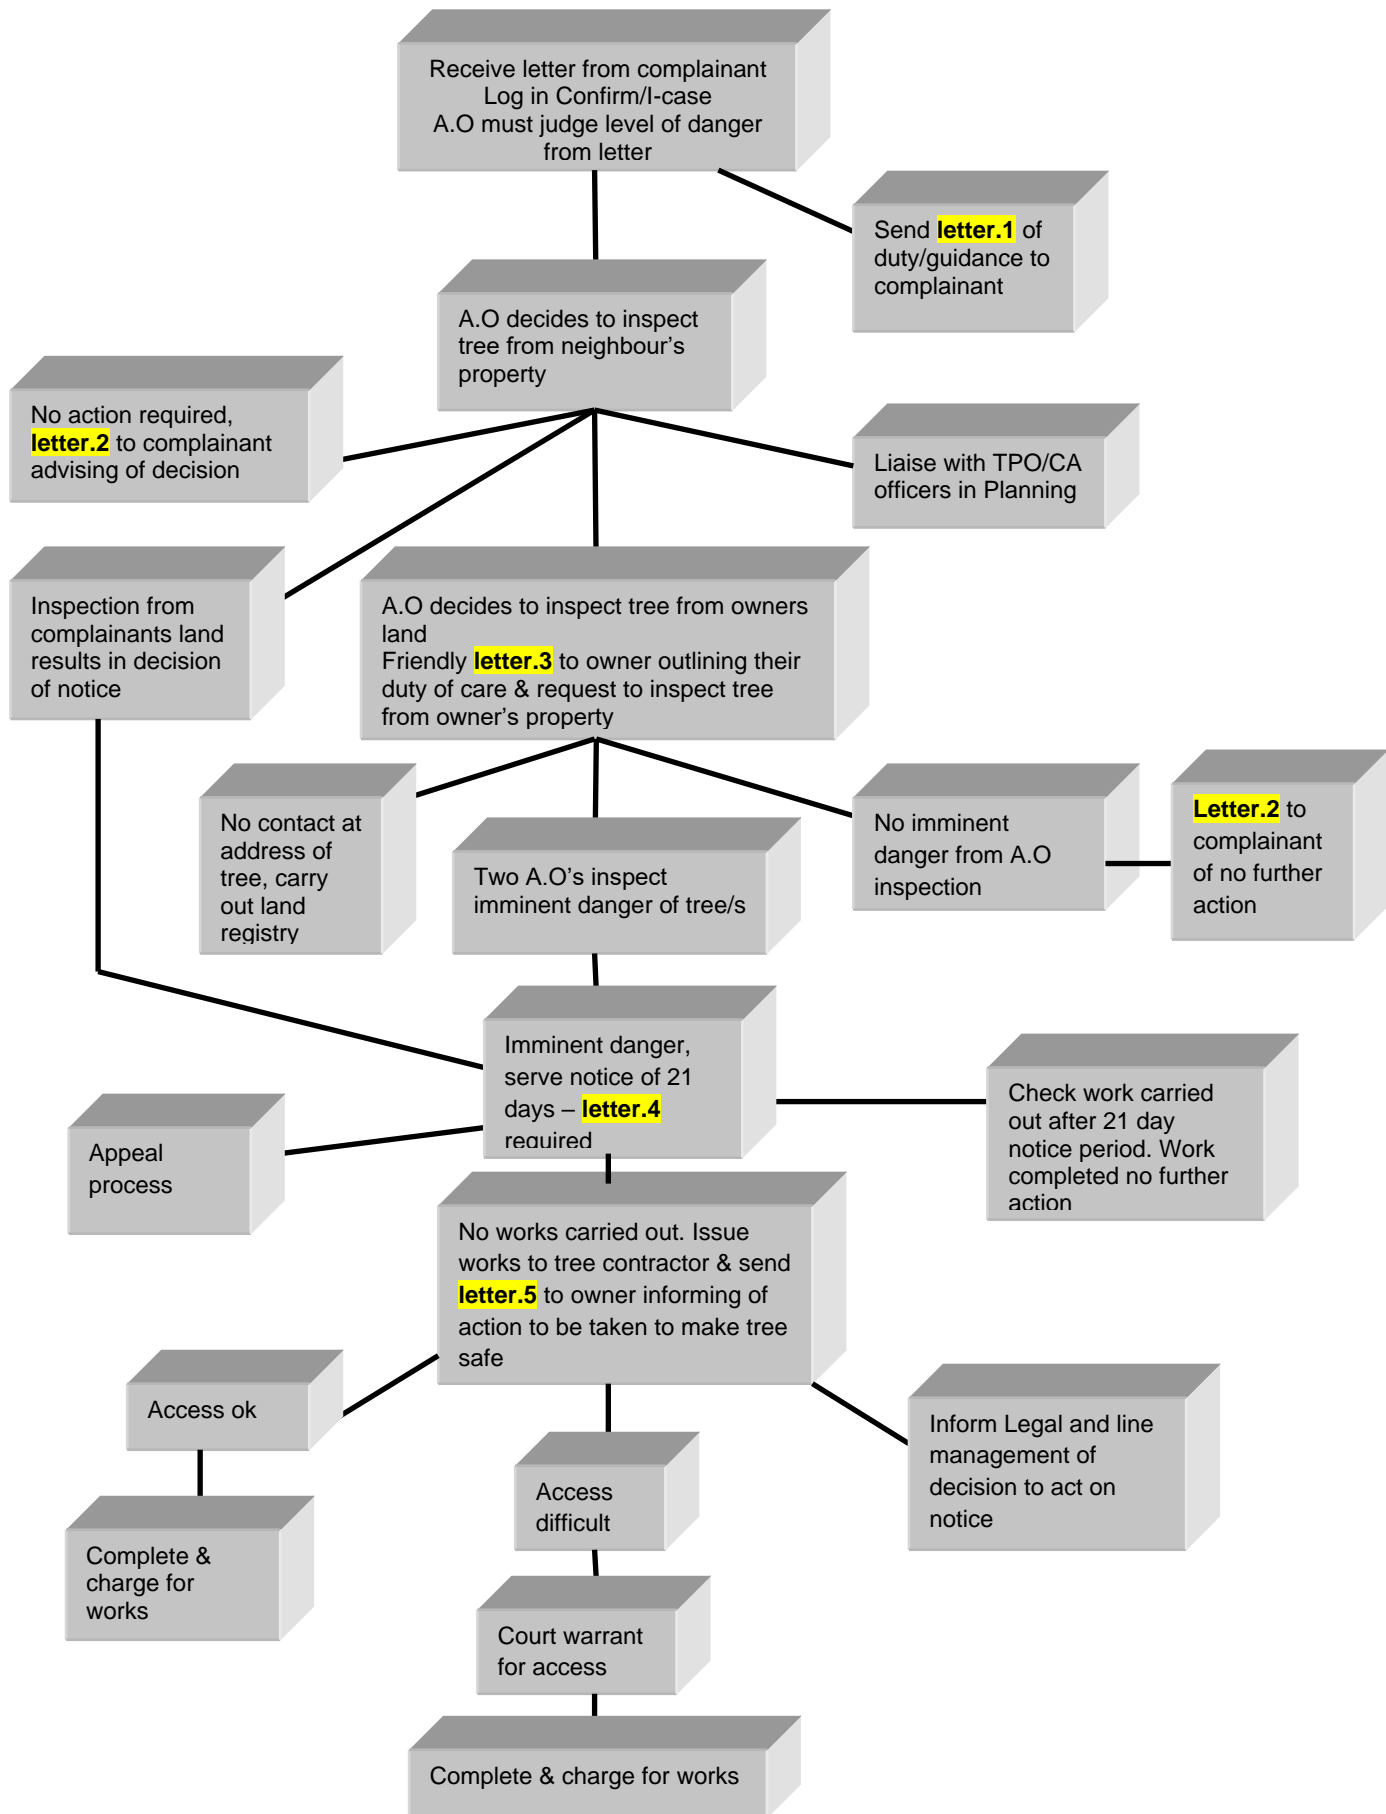 Receive letter from complainant
Log in Confirm/I-case
A.O must judge level of danger
from letter
Send letter.1 of
duty/guidance to
complainant
A.O decides to inspect
tree from neighbour’s
property
No action required,
letter.2 to complainant
advising of decision
Liaise with TPO/CA
officers in Planning
Inspection from
complainants land
results in decision
of notice
A.O decides to inspect tree from owners
land
Friendly letter.3 to owner outlining their
duty of care & request to inspect tree
from owner’s property
No contact at
address of
tree, carry
out land
registry
Two A.O’s inspect
imminent danger of tree/s
No imminent
danger from A.O
inspection
Letter.2 to
complainant
of no further
action
Imminent danger,
serve notice of 21
days – letter.4
required
Check work carried
out after 21 day
notice period. Work
completed no further
action
Appeal
process
No works carried out. Issue
works to tree contractor & send
letter.5 to owner informing of
action to be taken to make tree
safe
Access ok
Inform Legal and line
management of
decision to act on
notice
Access
difficult
Complete &
charge for
works
Court warrant
for access
Complete & charge for works